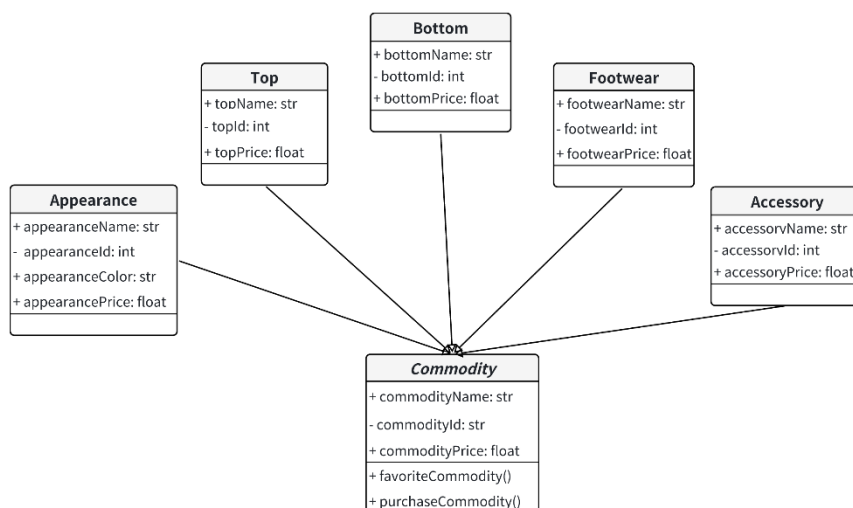 Bottom
+ bottomName: str
- bottomId: int
+ bottomPrice: float
Top
+ topName: str
- topId: int
+ topPrice: float
Footwear
+ footwearName: str
- footwearId: int
+ footwearPrice: float
Appearance
+ appearanceName: str
- appearanceId: int
+ appearanceColor: str
+ appearancePrice: float
Accessory
+ accessoryName: str
- accessoryId: int
+ accessoryPrice: float
Commodity
+ commodityName: str
- commodityId: str
+ commodityPrice: float
+ favoriteCommodity()
+ purchaseCommodity()